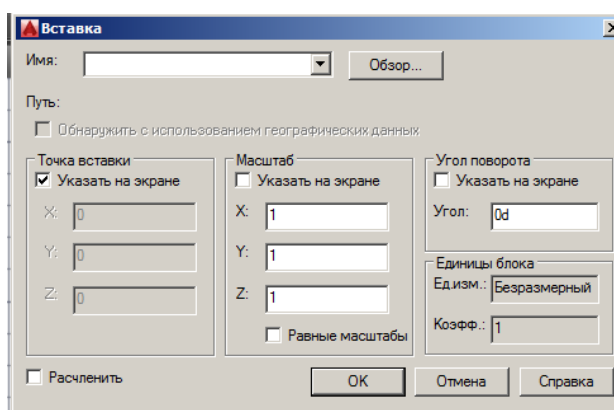 Вставка
Имя:
Обзор...
Путь:
Обнаружить с использованием географических данных
Точка вставки
Указать на экране
X: 0
Y: 0
Z: 0
Масштаб
Указать на экране
X: 1
Y: 1
Z: 1
Равные масштабы
Угол поворота
Указать на экране
Угол: 0d
Единицы блока
Ед.изм.: Безразмерный
Коэфф.: 1
Расчленить
OK Отмена Справка